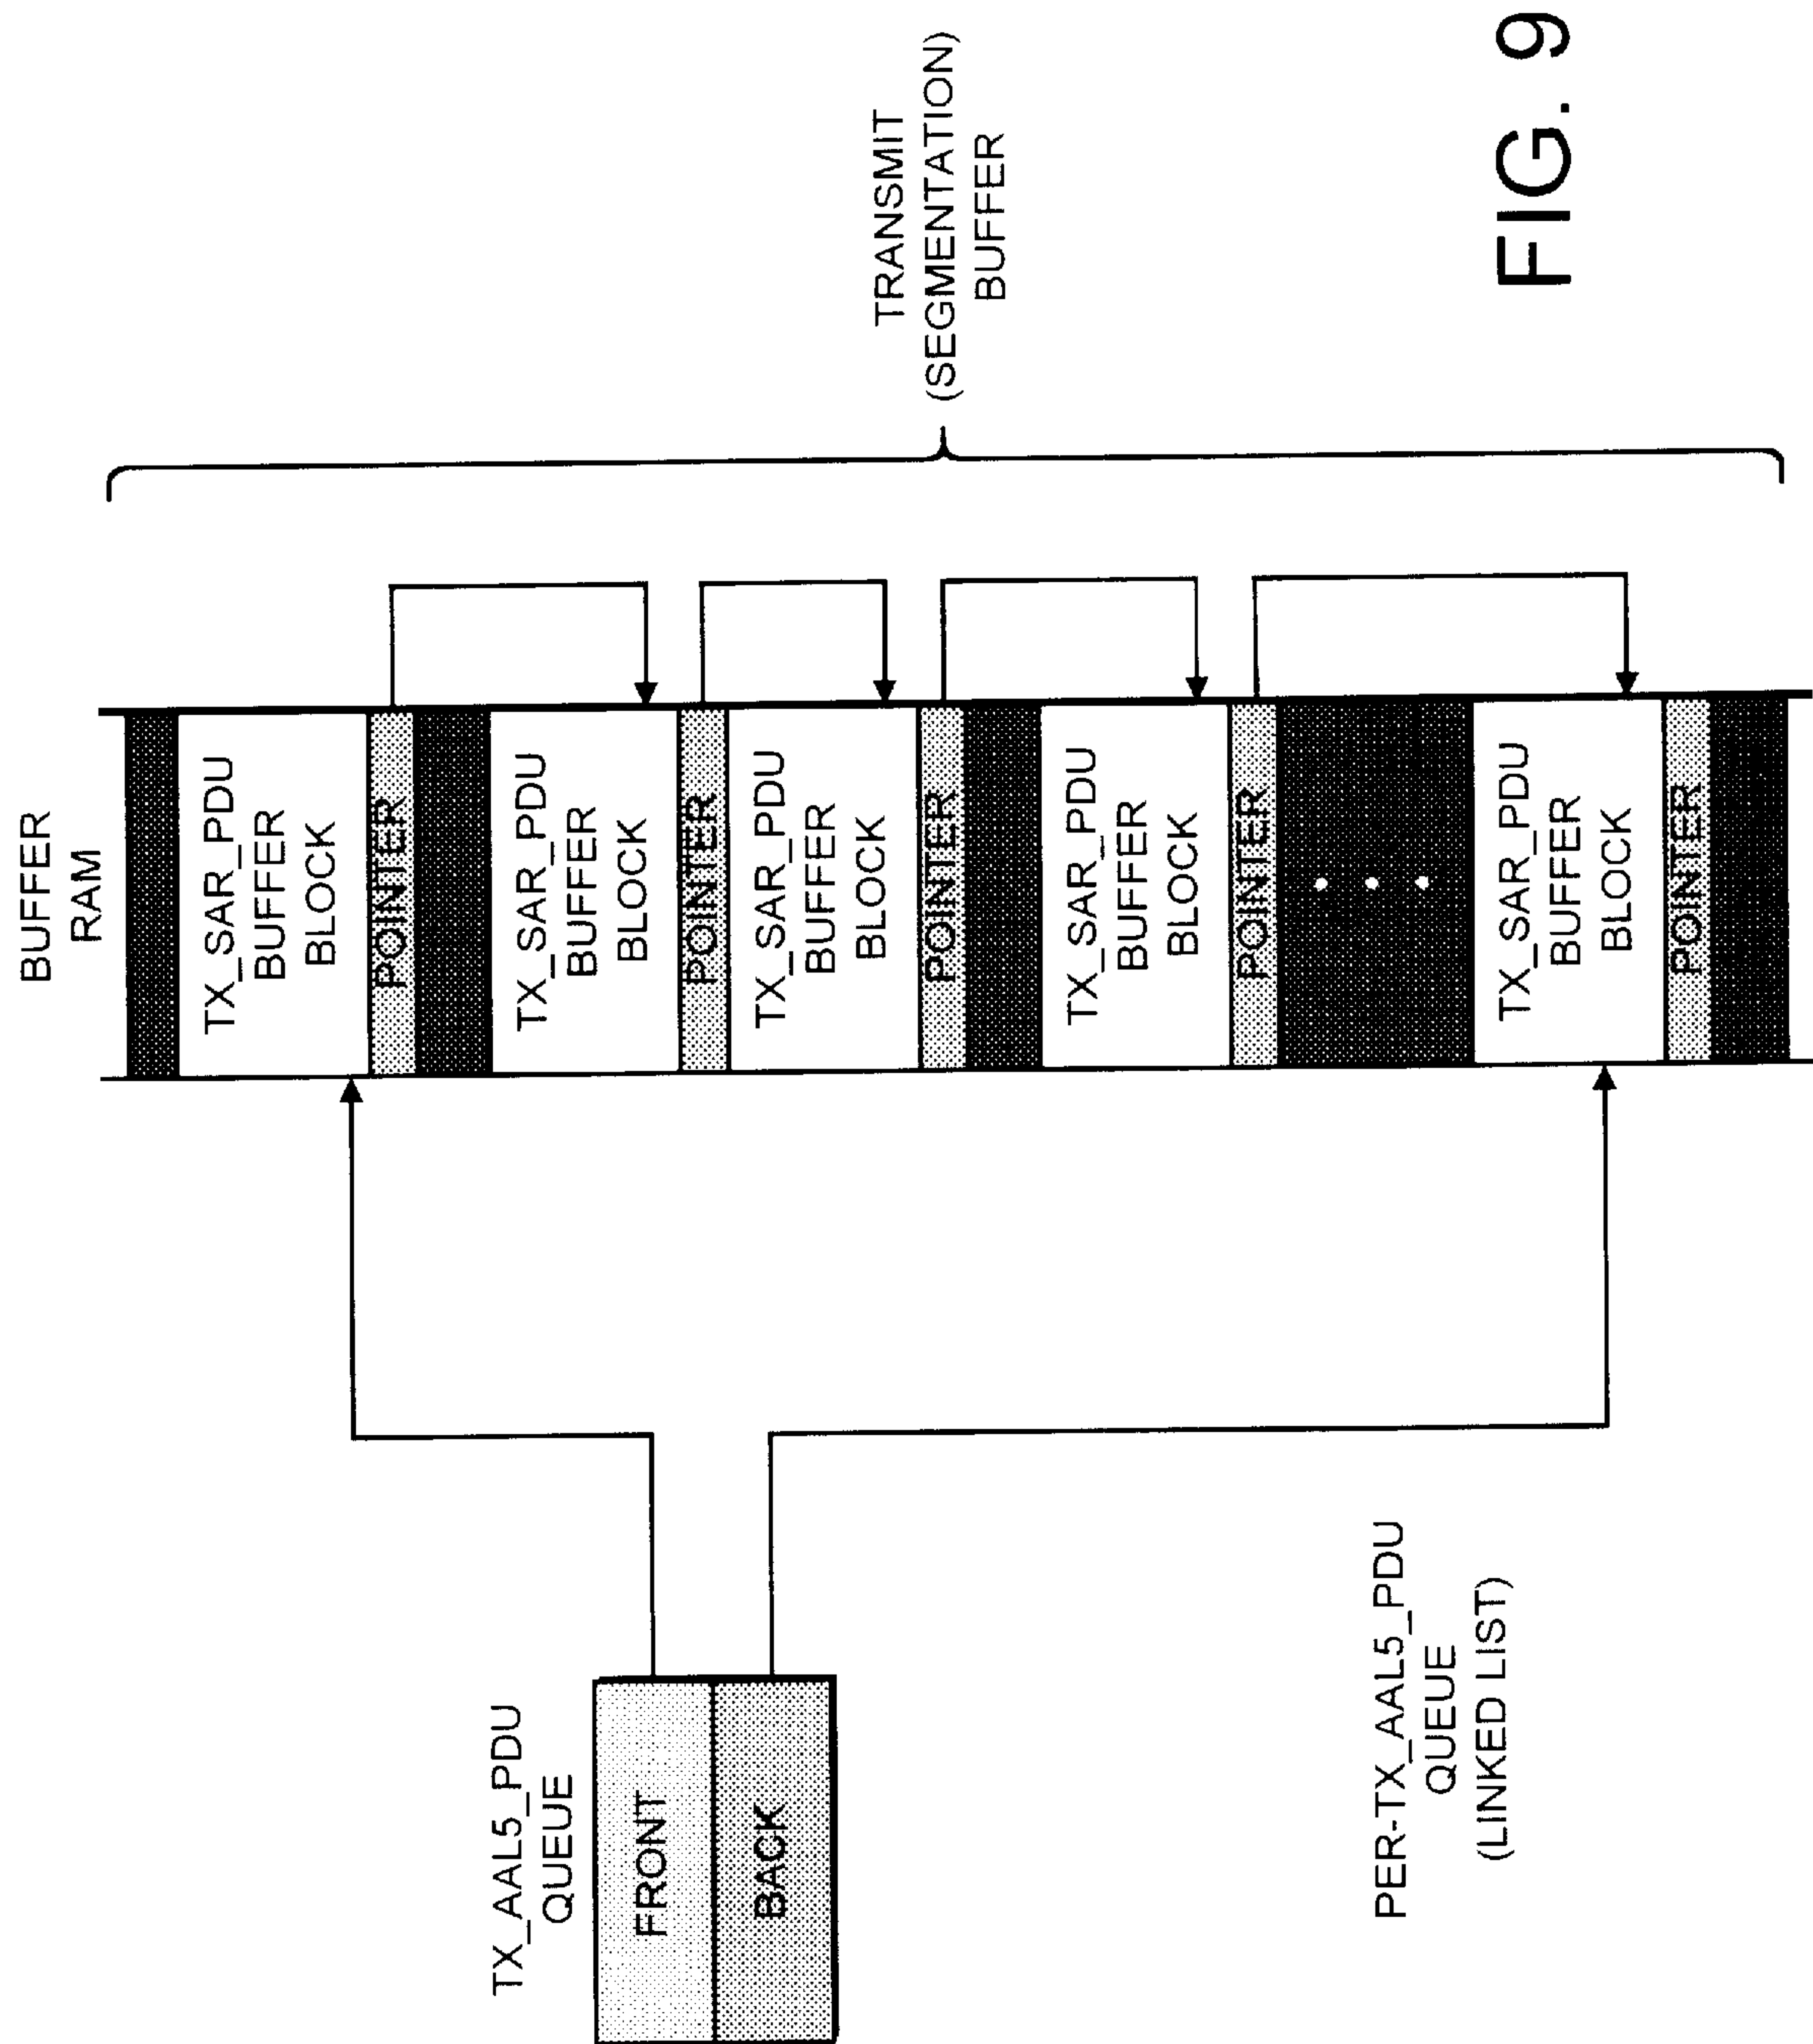 BUFFER
RAM
TX_SAR_PDU
BUFFER
BLOCK
POINTER
TX_SAR_PDU
BUFFER
BLOCK
POINTER
TX_SAR_PDU
BUFFER
BLOCK
POINTER
TX_SAR_PDU
BUFFER
BLOCK
POINTER
TX_SAR_PDU
BUFFER
BLOCK
POINTER
TX_AAL5_PDU
QUEUE
FRONT
BACK
PER-TX_AAL5_PDU
QUEUE
(LINKED LIST)
TRANSMIT
(SEGMENTATION)
BUFFER
FIG. 9